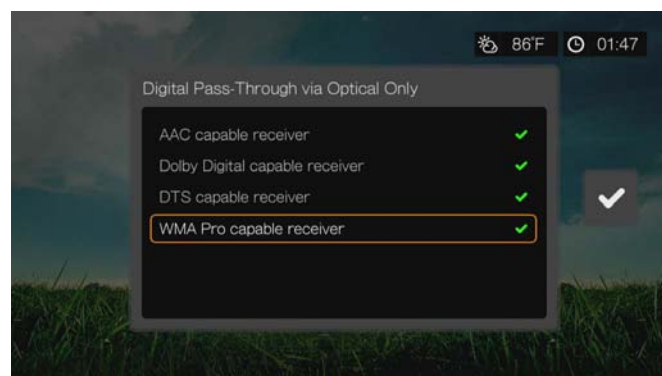 86°F 01:47
Digital Pass-Through via Optical Only
AAC capable receiver
Dolby Digital capable receiver
DTS capable receiver
WMA Pro capable receiver